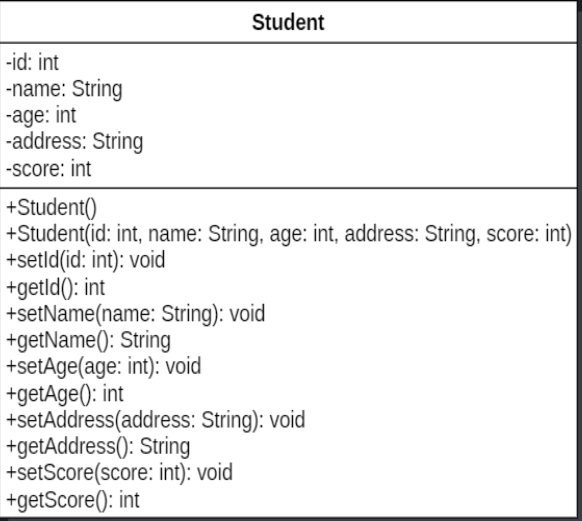 Student
-id: int
-name: String
-age: int
-address: String
-score: int
+Student()
+Student(id: int, name: String, age: int, address: String, score: int)
+setId(id: int): void
+getId(): int
+setName(name: String): void
+getName(): String
+setAge(age: int): void
+getAge(): int
+setAddress(address: String): void
+getAddress(): String
+setScore(score: int): void
+getScore(): int